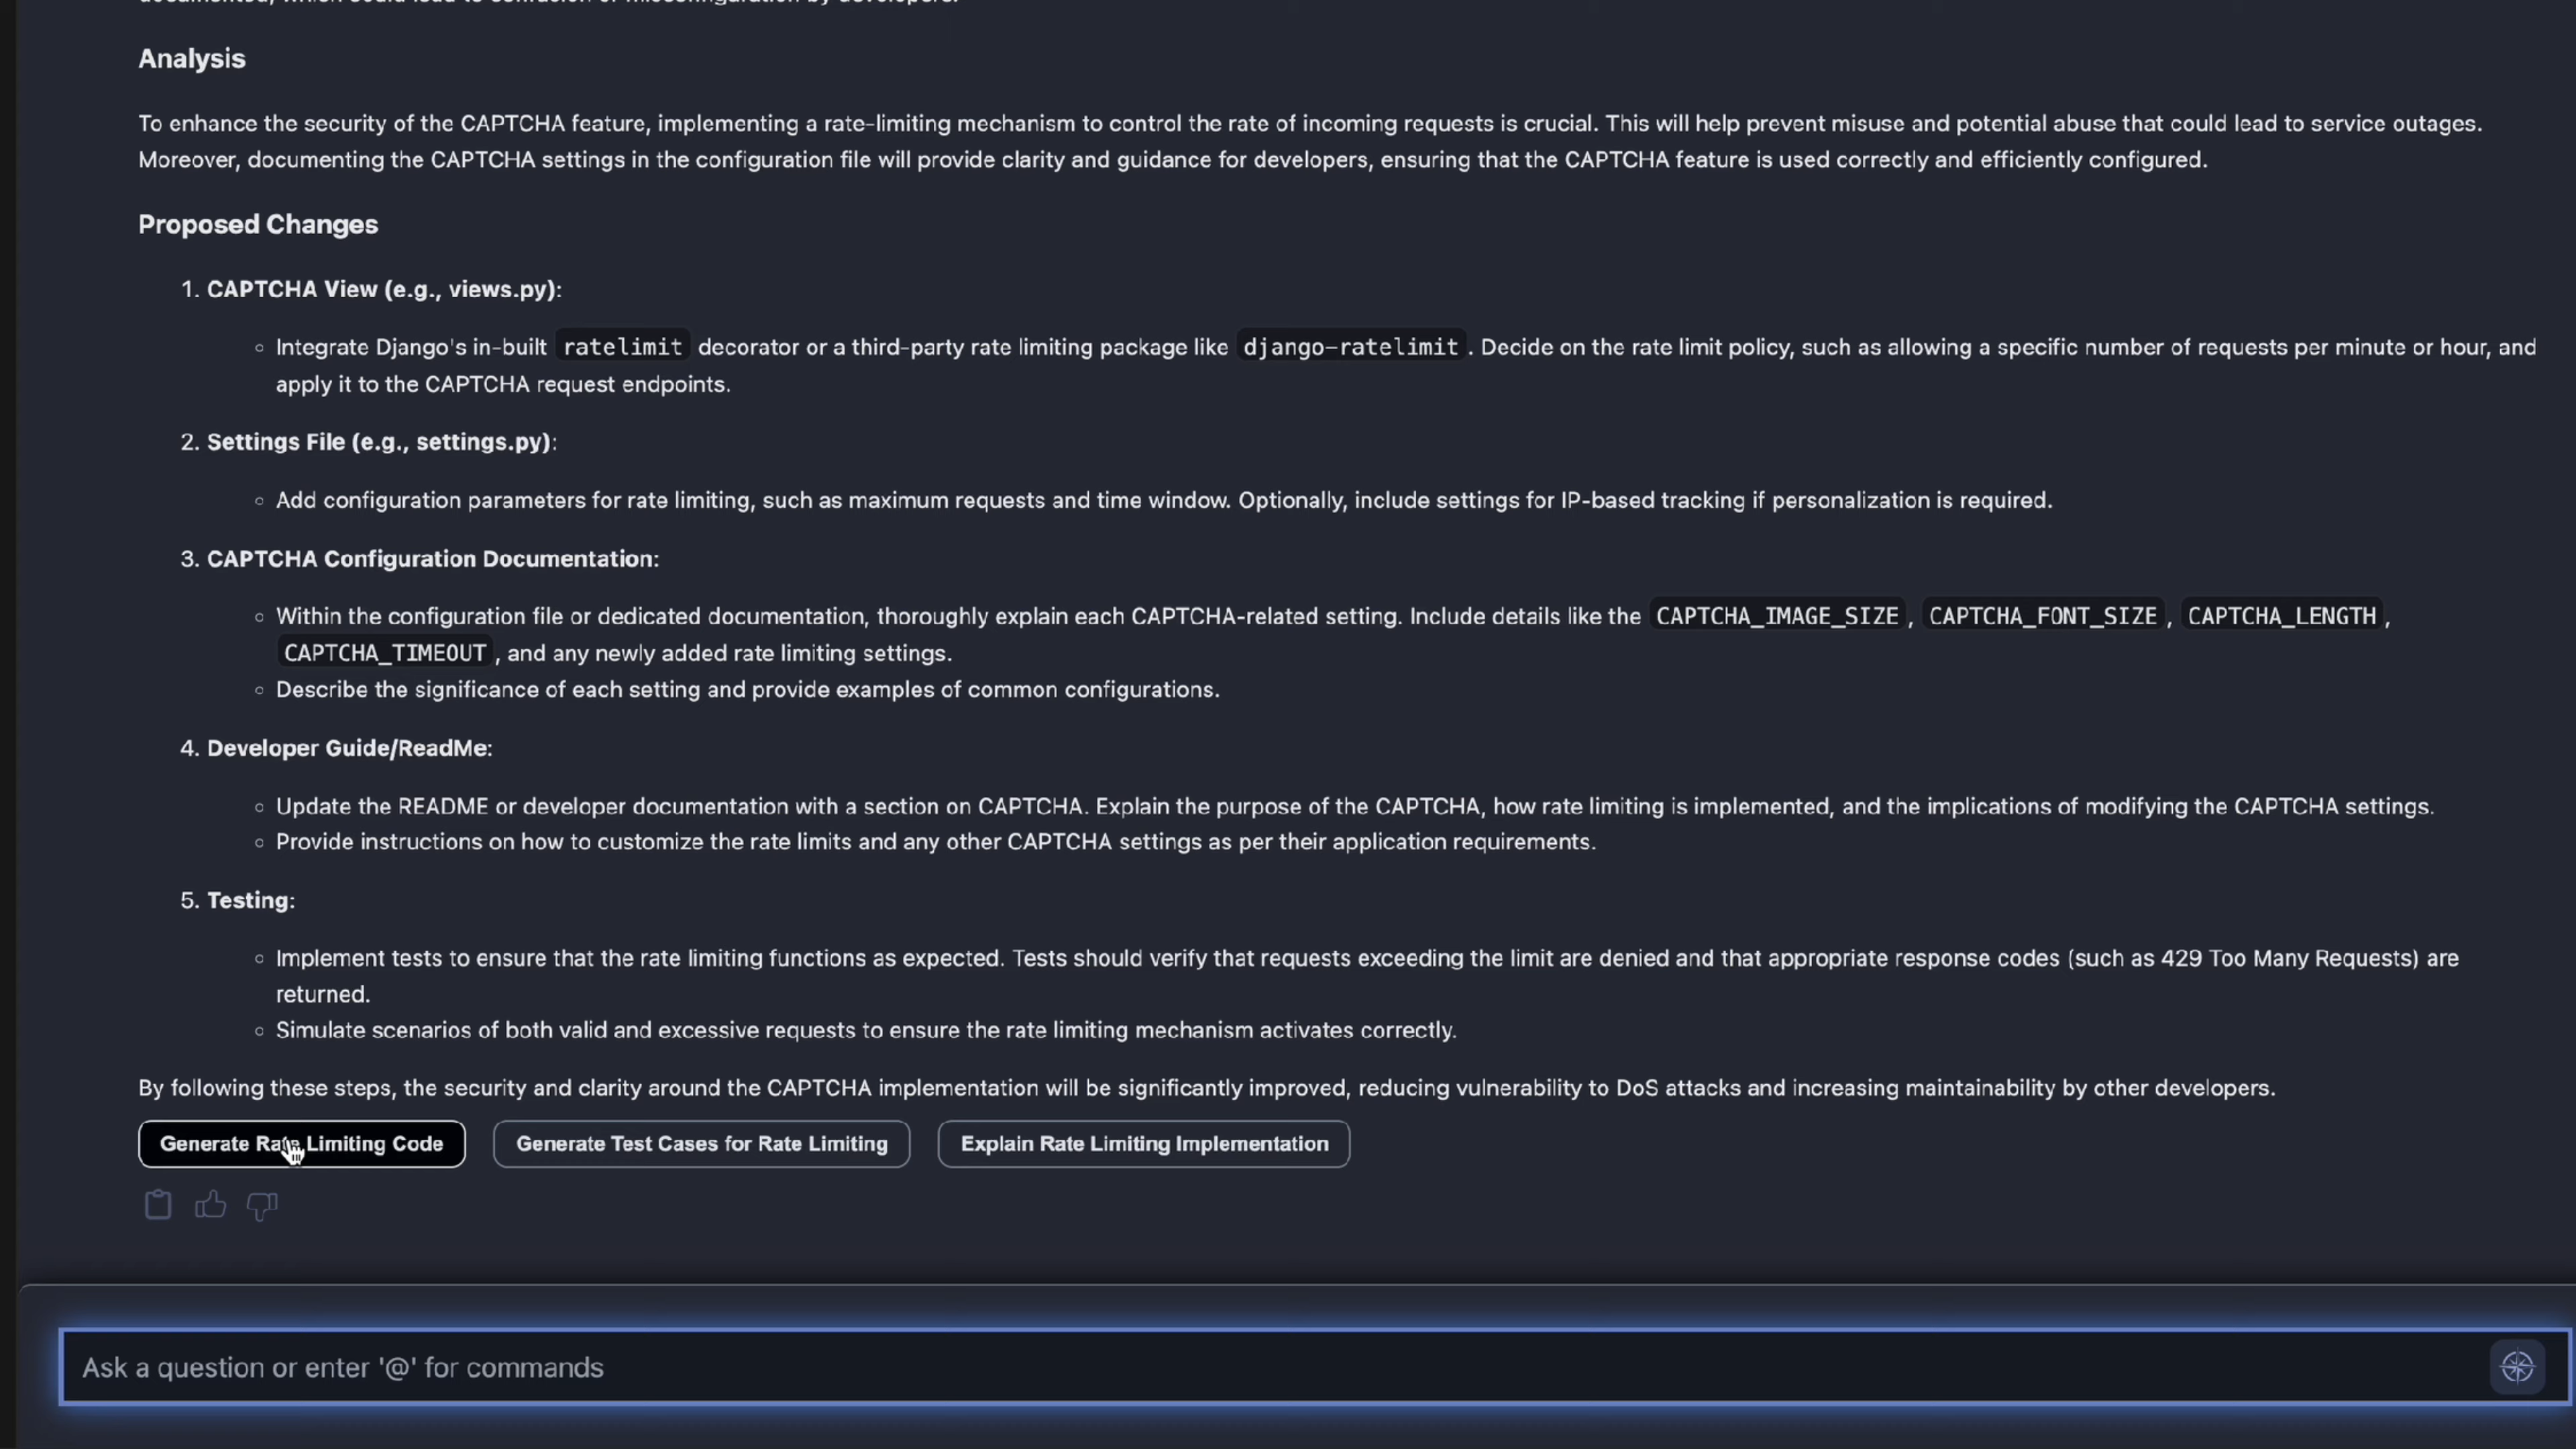 documented, which could lead to confusion or misconfiguration by developers.
Analysis
To enhance the security of the CAPTCHA feature, implementing a rate-limiting mechanism to control the rate of incoming requests is crucial. This will help prevent misuse and potential abuse that could lead to service outages.
Moreover, documenting the CAPTCHA settings in the configuration file will provide clarity and guidance for developers, ensuring that the CAPTCHA feature is used correctly and efficiently configured.
Proposed Changes
1. CAPTCHA View (e.g., views.py):
◦ Integrate Django's in-built ratelimit decorator or a third-party rate limiting package like django-ratelimit. Decide on the rate limit policy, such as allowing a specific number of requests per minute or hour, and
apply it to the CAPTCHA request endpoints.
2. Settings File (e.g., settings.py):
◦ Add configuration parameters for rate limiting, such as maximum requests and time window. Optionally, include settings for IP-based tracking if personalization is required.
3. CAPTCHA Configuration Documentation:
◦ Within the configuration file or dedicated documentation, thoroughly explain each CAPTCHA-related setting. Include details like the CAPTCHA_IMAGE_SIZE, CAPTCHA_FONT_SIZE, CAPTCHA_LENGTH,
CAPTCHA_TIMEOUT, and any newly added rate limiting settings.
◦ Describe the significance of each setting and provide examples of common configurations.
4. Developer Guide/ReadMe:
◦ Update the README or developer documentation with a section on CAPTCHA. Explain the purpose of the CAPTCHA, how rate limiting is implemented, and the implications of modifying the CAPTCHA settings.
◦ Provide instructions on how to customize the rate limits and any other CAPTCHA settings as per their application requirements.
5. Testing:
◦ Implement tests to ensure that the rate limiting functions as expected. Tests should verify that requests exceeding the limit are denied and that appropriate response codes (such as 429 Too Many Requests) are
returned.
◦ Simulate scenarios of both valid and excessive requests to ensure the rate limiting mechanism activates correctly.
By following these steps, the security and clarity around the CAPTCHA implementation will be significantly improved, reducing vulnerability to DoS attacks and increasing maintainability by other developers.
Generate Rate Limiting Code Generate Test Cases for Rate Limiting Explain Rate Limiting Implementation
Ask a question or enter '@' for commands